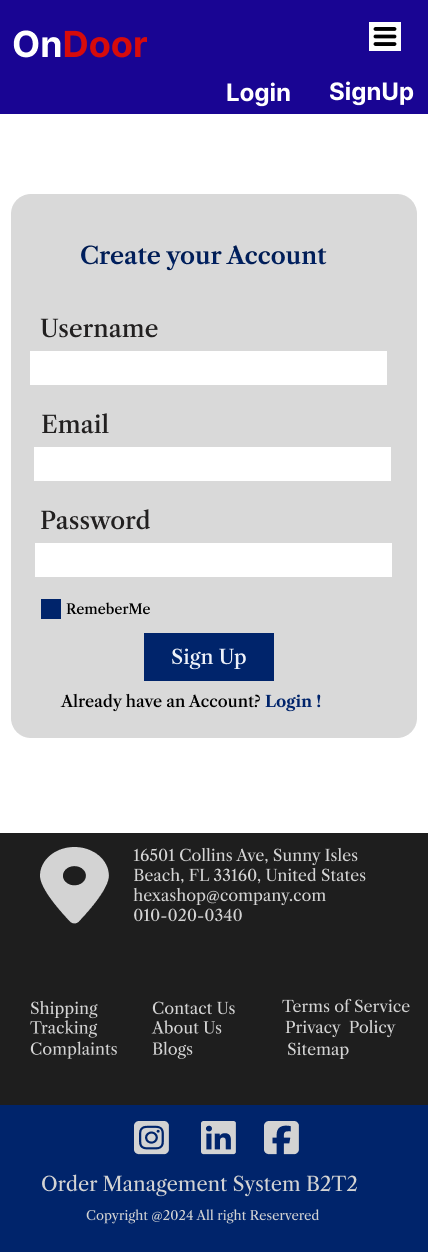 OnDoor
Login SignUp
Create your Account
Username
Email
Password
RemeberMe
Sign Up
Already have an Account? Login !
16501 Collins Ave, Sunny Isles
Beach, FL 33160, United States
hexashop@company.com
010-020-0340
Shipping Contact Us Terms of Service
Tracking About Us Privacy Policy
Complaints Blogs Sitemap
Order Management System B2T2
Copyright @2024 All right Reservered